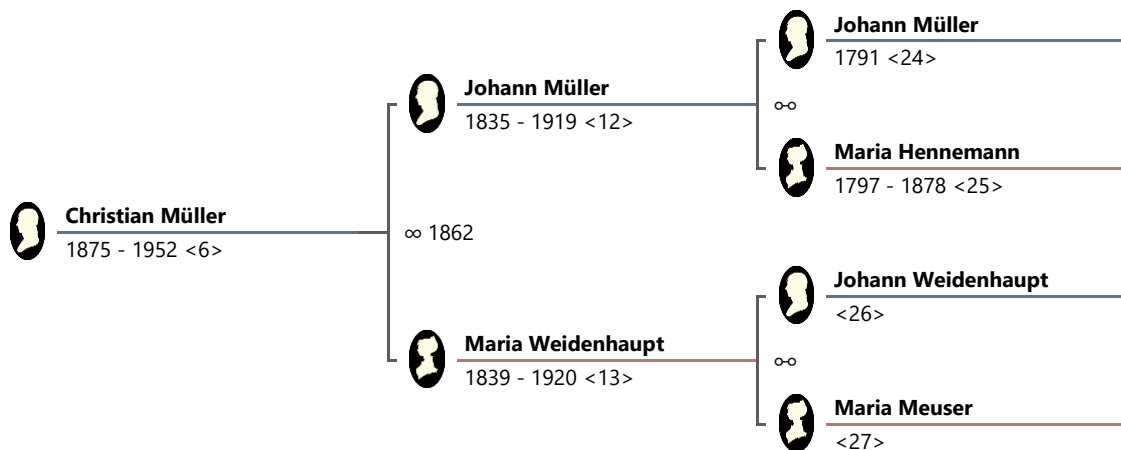 Johann Müller
1791 <24>
Johann Müller
1835 - 1919 <12>
⚯
Maria Hennemann
1797 - 1878 <25>
Christian Müller
1875 - 1952 <6>
∞ 1862
Johann Weidenhaupt
<26>
Maria Weidenhaupt
1839 - 1920 <13>
⚯
Maria Meuser
<27>